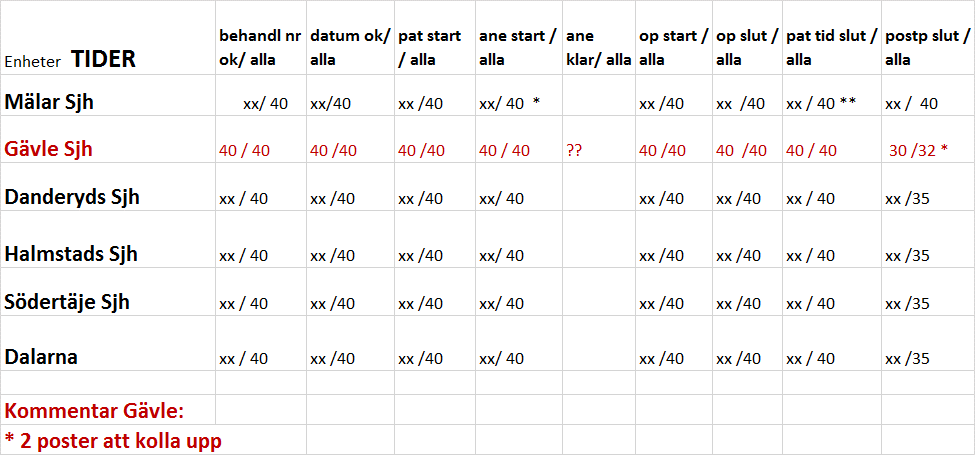 Enheter TIDER behandl nr ok/ alla datum ok/ alla pat start / alla ane start / alla ane klar/ alla op start / alla op slut / alla pat tid slut / alla postp slut / alla
Mälar Sjh xx/ 40 xx/40 xx /40 xx/ 40 * xx /40 xx /40 xx / 40 ** xx / 40
Gävle Sjh 40 / 40 40 /40 40 /40 40 / 40 ?? 40 /40 40 /40 40 / 40 30 /32 *
Danderyds Sjh xx / 40 xx /40 xx /40 xx/ 40 xx /40 xx /40 xx / 40 xx /35
Halmstads Sjh xx / 40 xx /40 xx /40 xx/ 40 xx /40 xx /40 xx / 40 xx /35
Södertäje Sjh xx / 40 xx /40 xx /40 xx/ 40 xx /40 xx /40 xx / 40 xx /35
Dalarna xx / 40 xx /40 xx /40 xx/ 40 xx /40 xx /40 xx / 40 xx /35
Kommentar Gävle:
* 2 poster att kolla upp